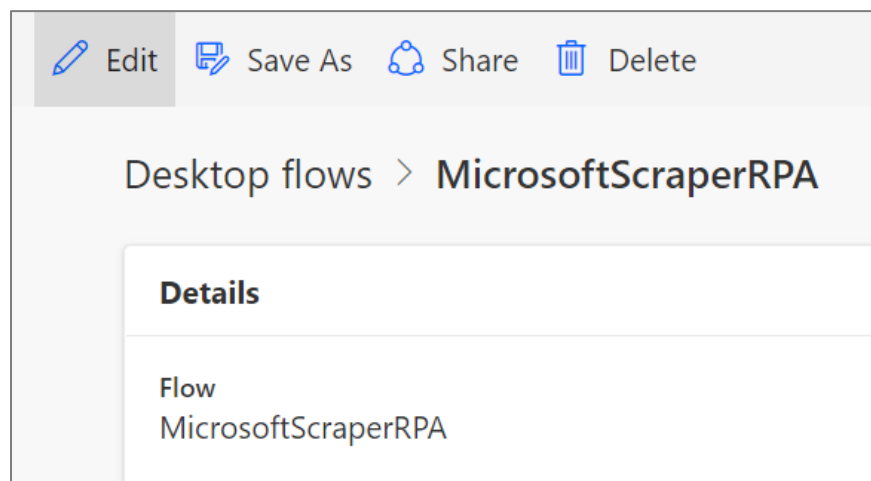 Edit Save As Share Delete
Desktop flows > MicrosoftScraperRPA
Details
Flow
MicrosoftScraperRPA